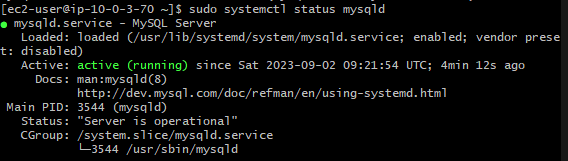 [ec2-user@ip-10-0-3-70 ~]$ sudo systemctl status mysqld
● mysqld.service - MySQL Server
   Loaded: loaded (/usr/lib/systemd/system/mysqld.service; enabled; vendor prese
t: disabled)
   Active: active (running) since Sat 2023-09-02 09:21:54 UTC; 4min 12s ago
     Docs: man:mysqld(8)
           http://dev.mysql.com/doc/refman/en/using-systemd.html
 Main PID: 3544 (mysqld)
   Status: "Server is operational"
   CGroup: /system.slice/mysqld.service
           └─3544 /usr/sbin/mysqld